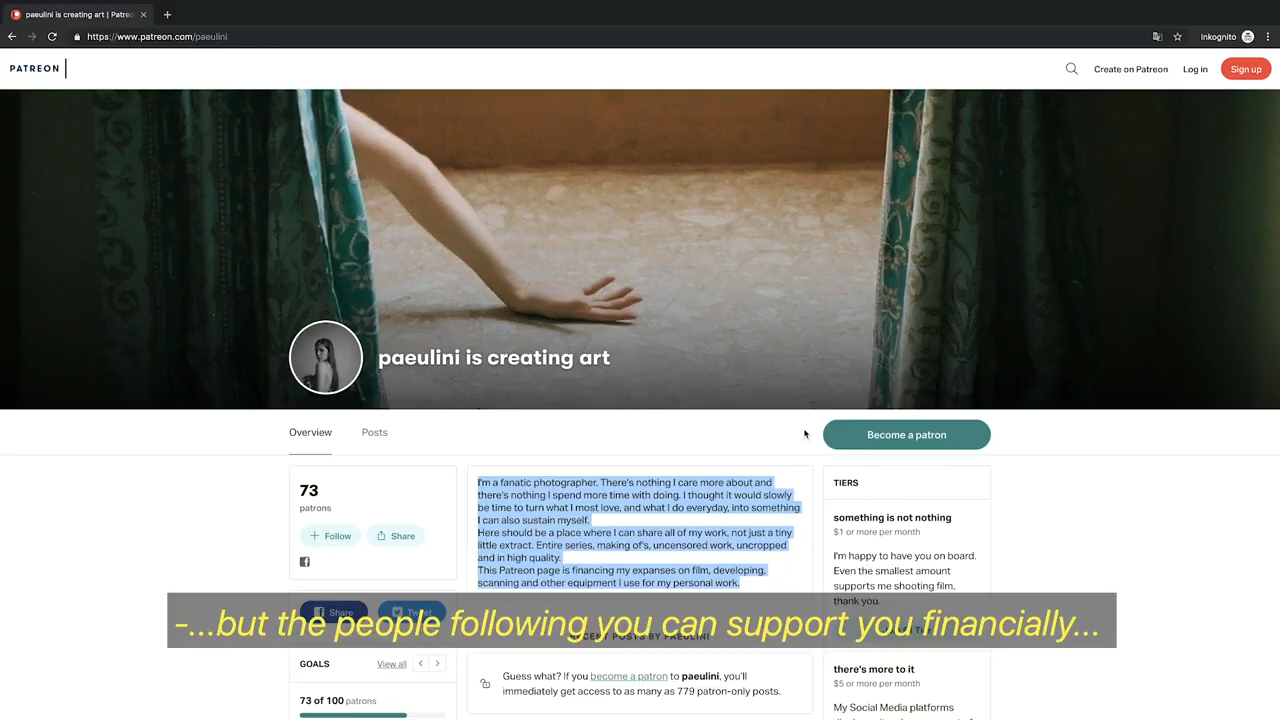 paeulini is creating art | Patreo
https://www.patreon.com/paeulini
Inkognito
PATREON
Create on Patreon
Log in
Sign up
paeulini is creating art
Overview
Posts
Become a patron
73
patrons
Follow
Share
Share
Tweet
GOALS
View all
73 of 100 patrons
I'm a fanatic photographer. There's nothing I care more about and
there's nothing I spend more time with doing. I thought it would slowly
be time to turn what I most love, and what I do everyday, into something
I can also sustain myself.
Here should be a place where I can share all of my work, not just a tiny
little extract. Entire series, making of's, uncensored work, uncropped
and in high quality.
This Patreon page is financing my expanses on film, developing,
scanning and other equipment I use for my personal work.
RECENT POSTS BY PAEULINI
Guess what? If you become a patron to paeulini, you'll
immediately get access to as many as 779 patron-only posts.
TIERS
something is not nothing
$1 or more per month
I'm happy to have you on board.
Even the smallest amount
supports me shooting film,
thank you.
there's more to it
$5 or more per month
My Social Media platforms
-...but the people following you can support you financially...